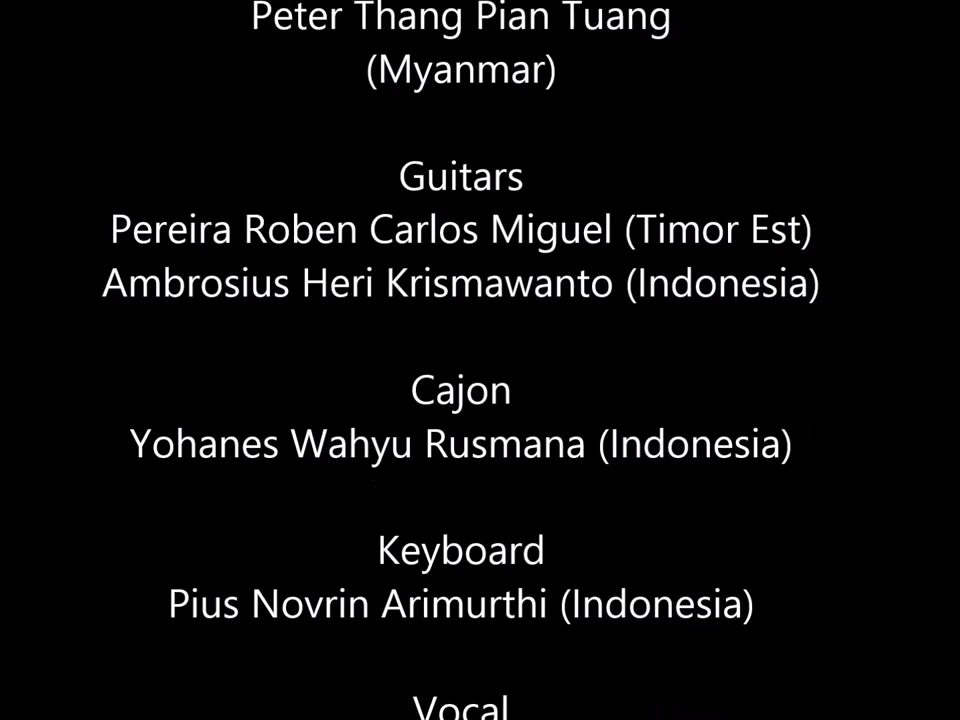 Peter Thang Pian Tuang
(Myanmar)
Guitars
Pereira Roben Carlos Miguel (Timor Est)
Ambrosius Heri Krismawanto (Indonesia)
Cajon
Yohanes Wahyu Rusmana (Indonesia)
Keyboard
Pius Novrin Arimurthi (Indonesia)
Vocal